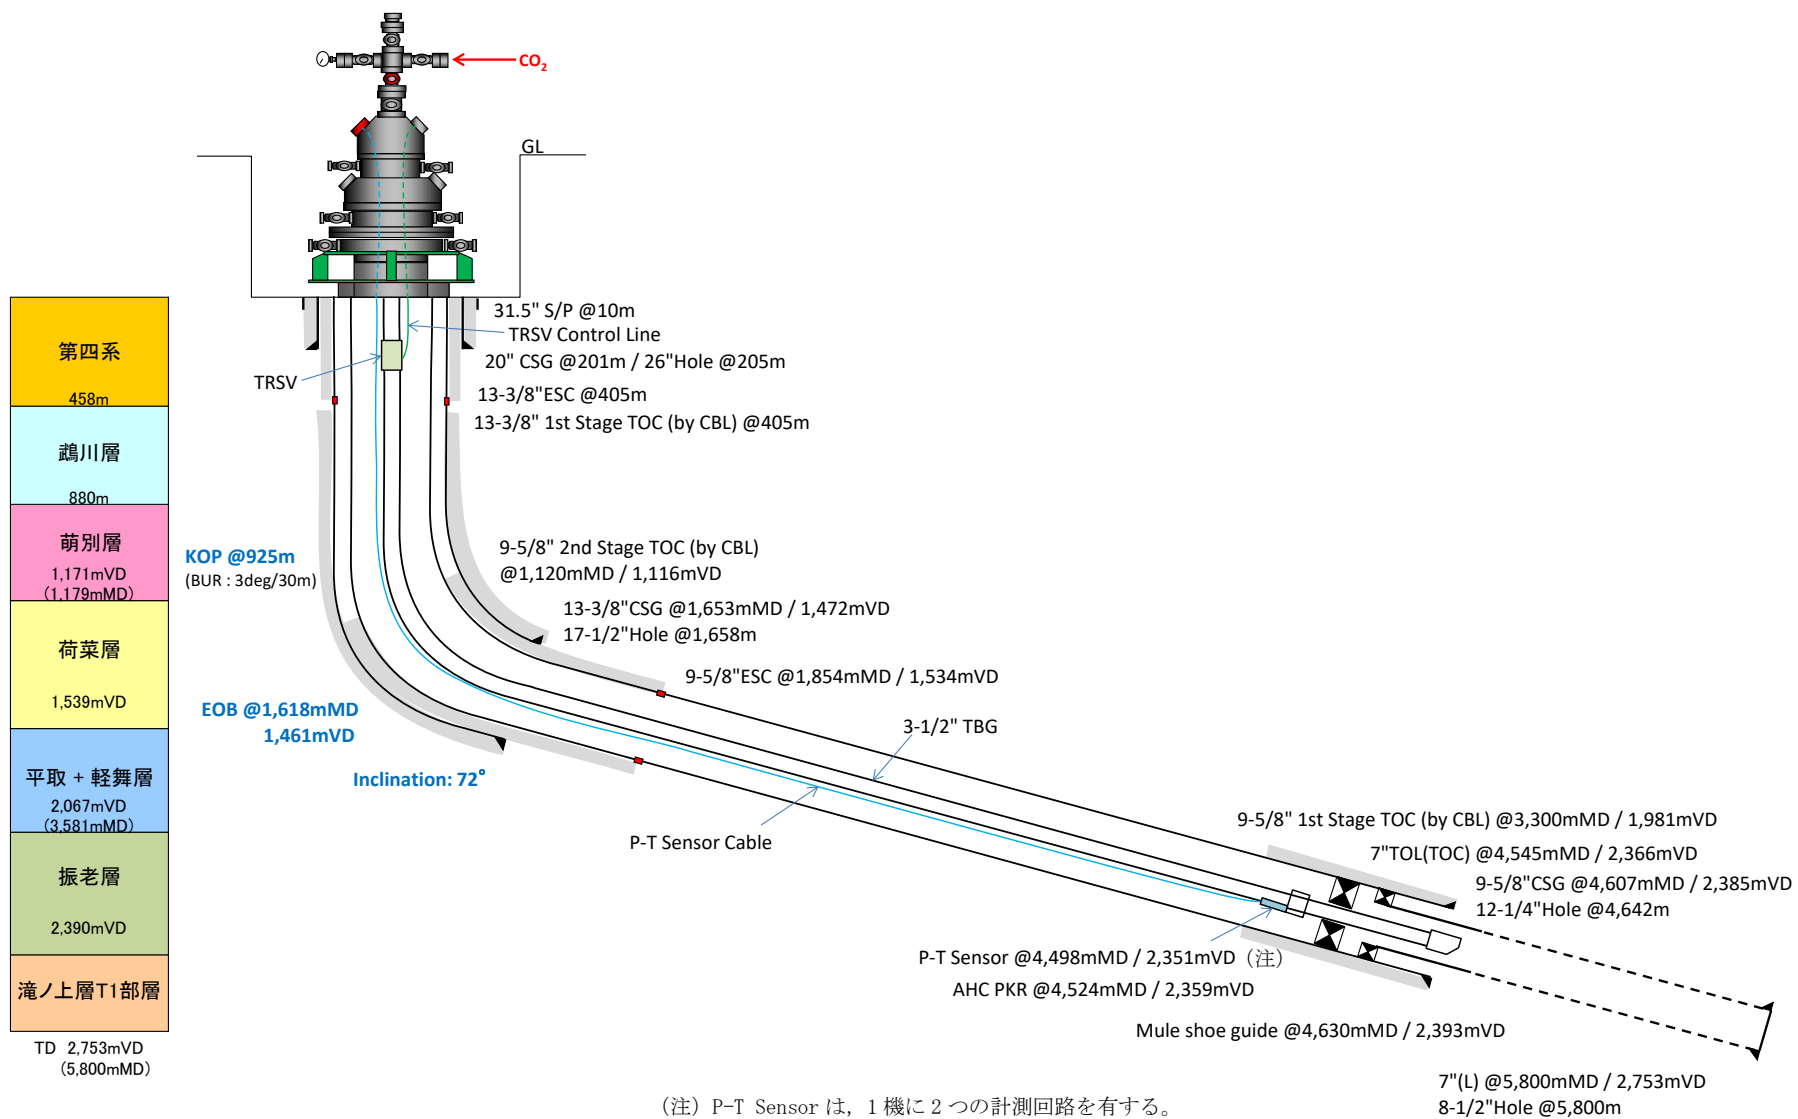 CO₂
GL
31.5" S/P @10m
TRSV Control Line
20" CSG @201m / 26"Hole @205m
TRSV
13-3/8"ESC @405m
13-3/8" 1st Stage TOC (by CBL) @405m
第四系
458m
鵡川層
880m
萌別層
1,171mVD
(1,179mMD)
荷菜層
1,539mVD
平取 + 軽舞層
2,067mVD
(3,581mMD)
振老層
2,390mVD
滝ノ上層T1部層
TD 2,753mVD
(5,800mMD)
KOP @925m
(BUR : 3deg/30m)
9-5/8" 2nd Stage TOC (by CBL)
@1,120mMD / 1,116mVD
13-3/8"CSG @1,653mMD / 1,472mVD
17-1/2"Hole @1,658m
9-5/8"ESC @1,854mMD / 1,534mVD
EOB @1,618mMD
1,461mVD
3-1/2" TBG
Inclination: 72°
P-T Sensor Cable
9-5/8" 1st Stage TOC (by CBL) @3,300mMD / 1,981mVD
7"TOL(TOC) @4,545mMD / 2,366mVD
9-5/8"CSG @4,607mMD / 2,385mVD
12-1/4"Hole @4,642m
P-T Sensor @4,498mMD / 2,351mVD（注）
AHC PKR @4,524mMD / 2,359mVD
Mule shoe guide @4,630mMD / 2,393mVD
7"(L) @5,800mMD / 2,753mVD
8-1/2"Hole @5,800m
（注）P-T Sensor は，1 機に 2 つの計測回路を有する。